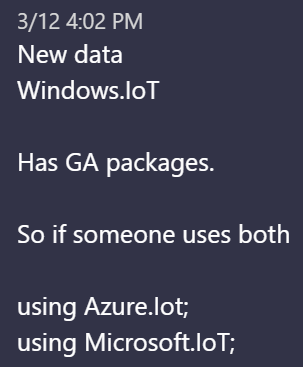 3/12 4:02 PM
New data
Windows.IoT
Has GA packages.
So if someone uses both
using Azure.Iot;
using Microsoft.IoT;